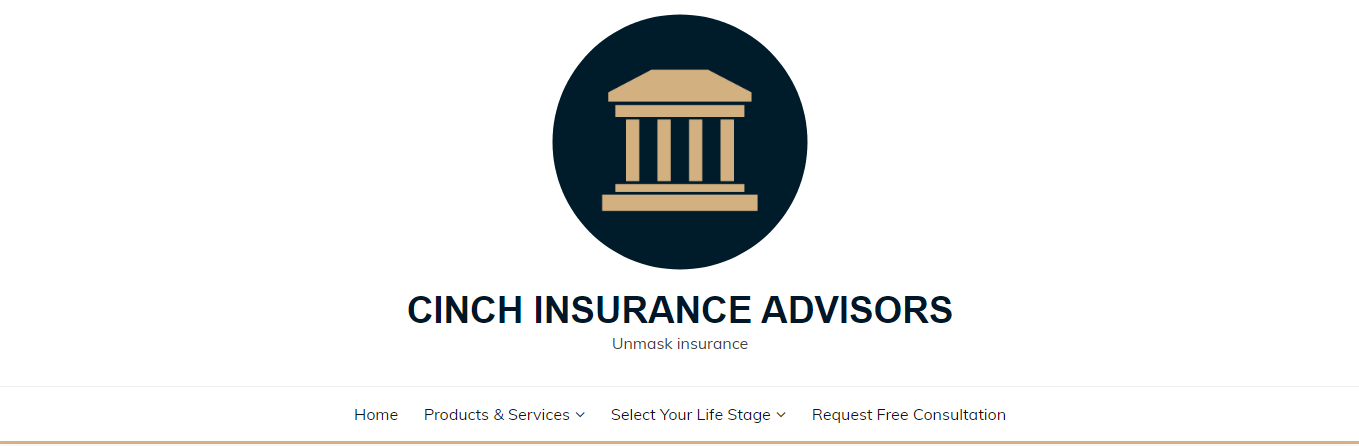 CINCH INSURANCE ADVISORS
Unmask insurance
Home Products & Services Select Your Life Stage Request Free Consultation